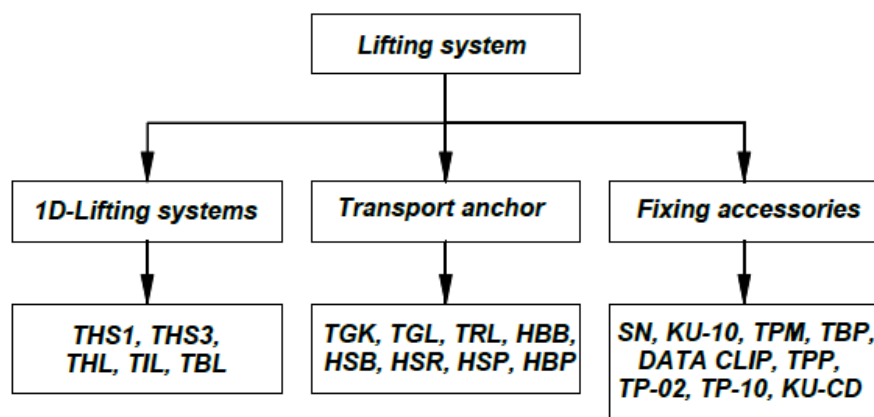 Lifting system
1D-Lifting systems
Transport anchor
Fixing accessories
THS1, THS3,
THL, TIL, TBL
TGK, TGL, TRL, HBB,
HSB, HSR, HSP, HBP
SN, KU-10, TPM, TBP,
DATA CLIP, TPP,
TP-02, TP-10, KU-CD